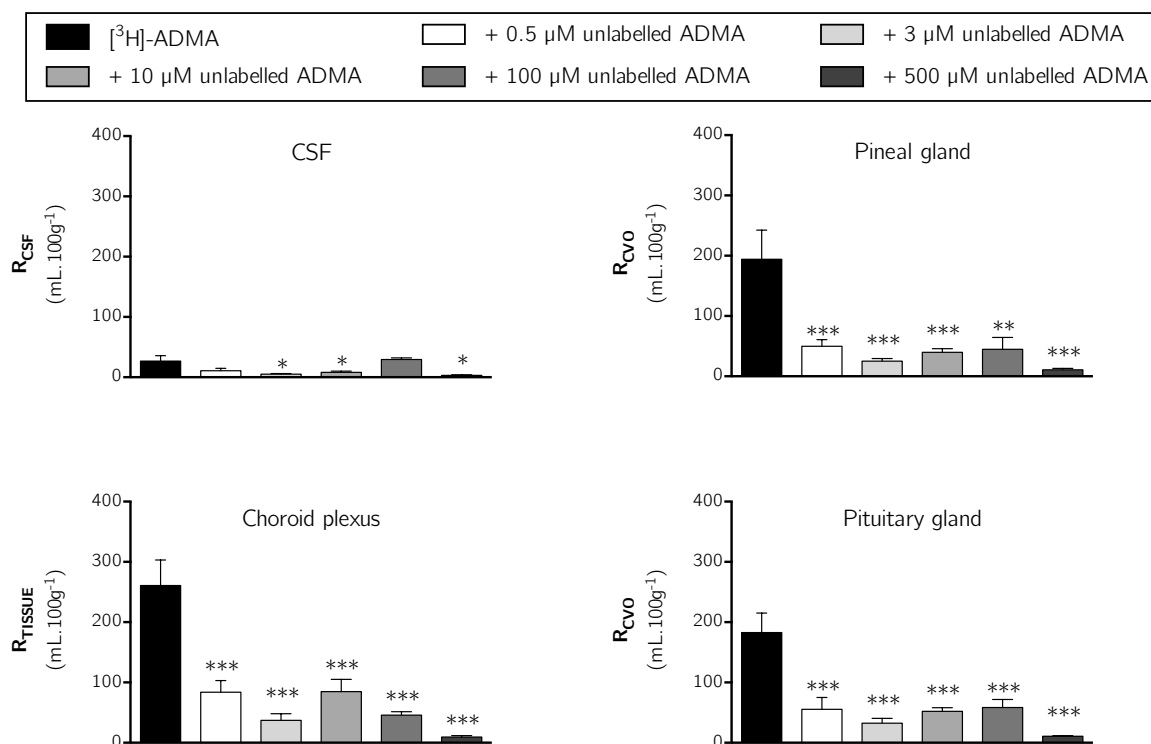 [³H]-ADMA
+ 0.5 µM unlabelled ADMA
+ 3 µM unlabelled ADMA
+ 10 µM unlabelled ADMA
+ 100 µM unlabelled ADMA
+ 500 µM unlabelled ADMA
CSF
R_CSF
(mL.100g⁻¹)
400
300
200
100
0
*
*
*
Pineal gland
R_CVO
(mL.100g⁻¹)
400
300
200
100
0
***
***
***
**
***
Choroid plexus
R_TISSUE
(mL.100g⁻¹)
400
300
200
100
0
***
***
***
***
***
Pituitary gland
R_CVO
(mL.100g⁻¹)
400
300
200
100
0
***
***
***
***
***